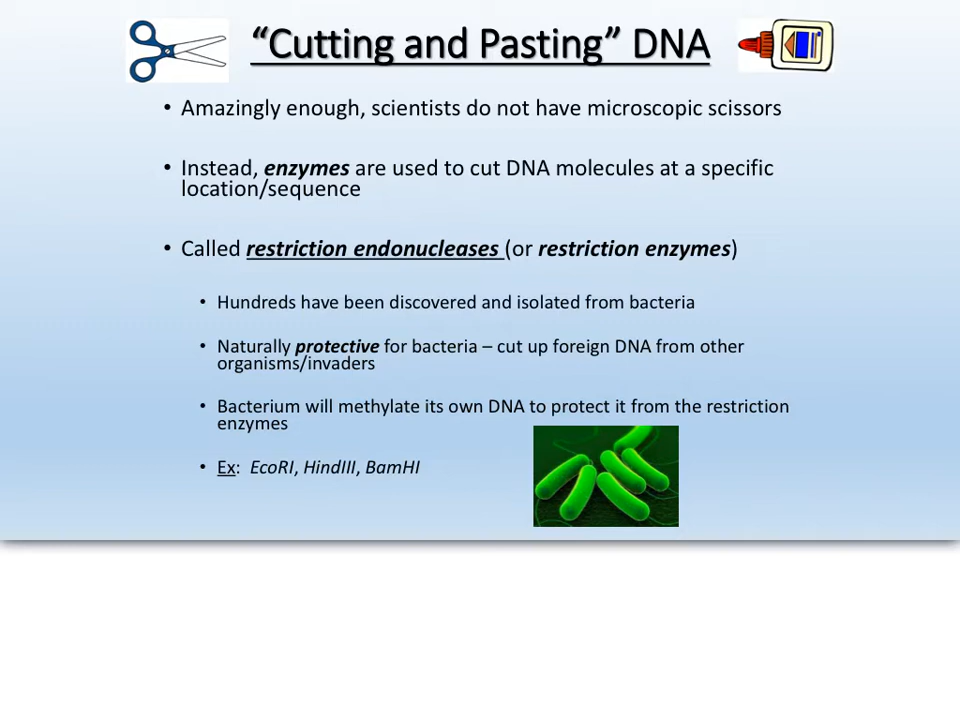 “Cutting and Pasting” DNA
• Amazingly enough, scientists do not have microscopic scissors
• Instead, enzymes are used to cut DNA molecules at a specific
location/sequence
• Called restriction endonucleases (or restriction enzymes)
• Hundreds have been discovered and isolated from bacteria
• Naturally protective for bacteria – cut up foreign DNA from other
organisms/invaders
• Bacterium will methylate its own DNA to protect it from the restriction
enzymes
• Ex: EcoRI, HindIII, BamHI